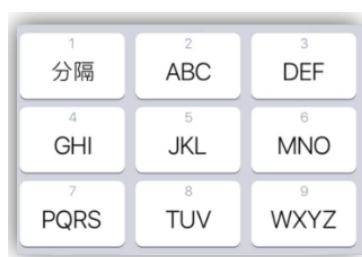 1 2 3
分隔 ABC DEF
4 5 6
GHI JKL MNO
7 8 9
PQRS TUV WXYZ